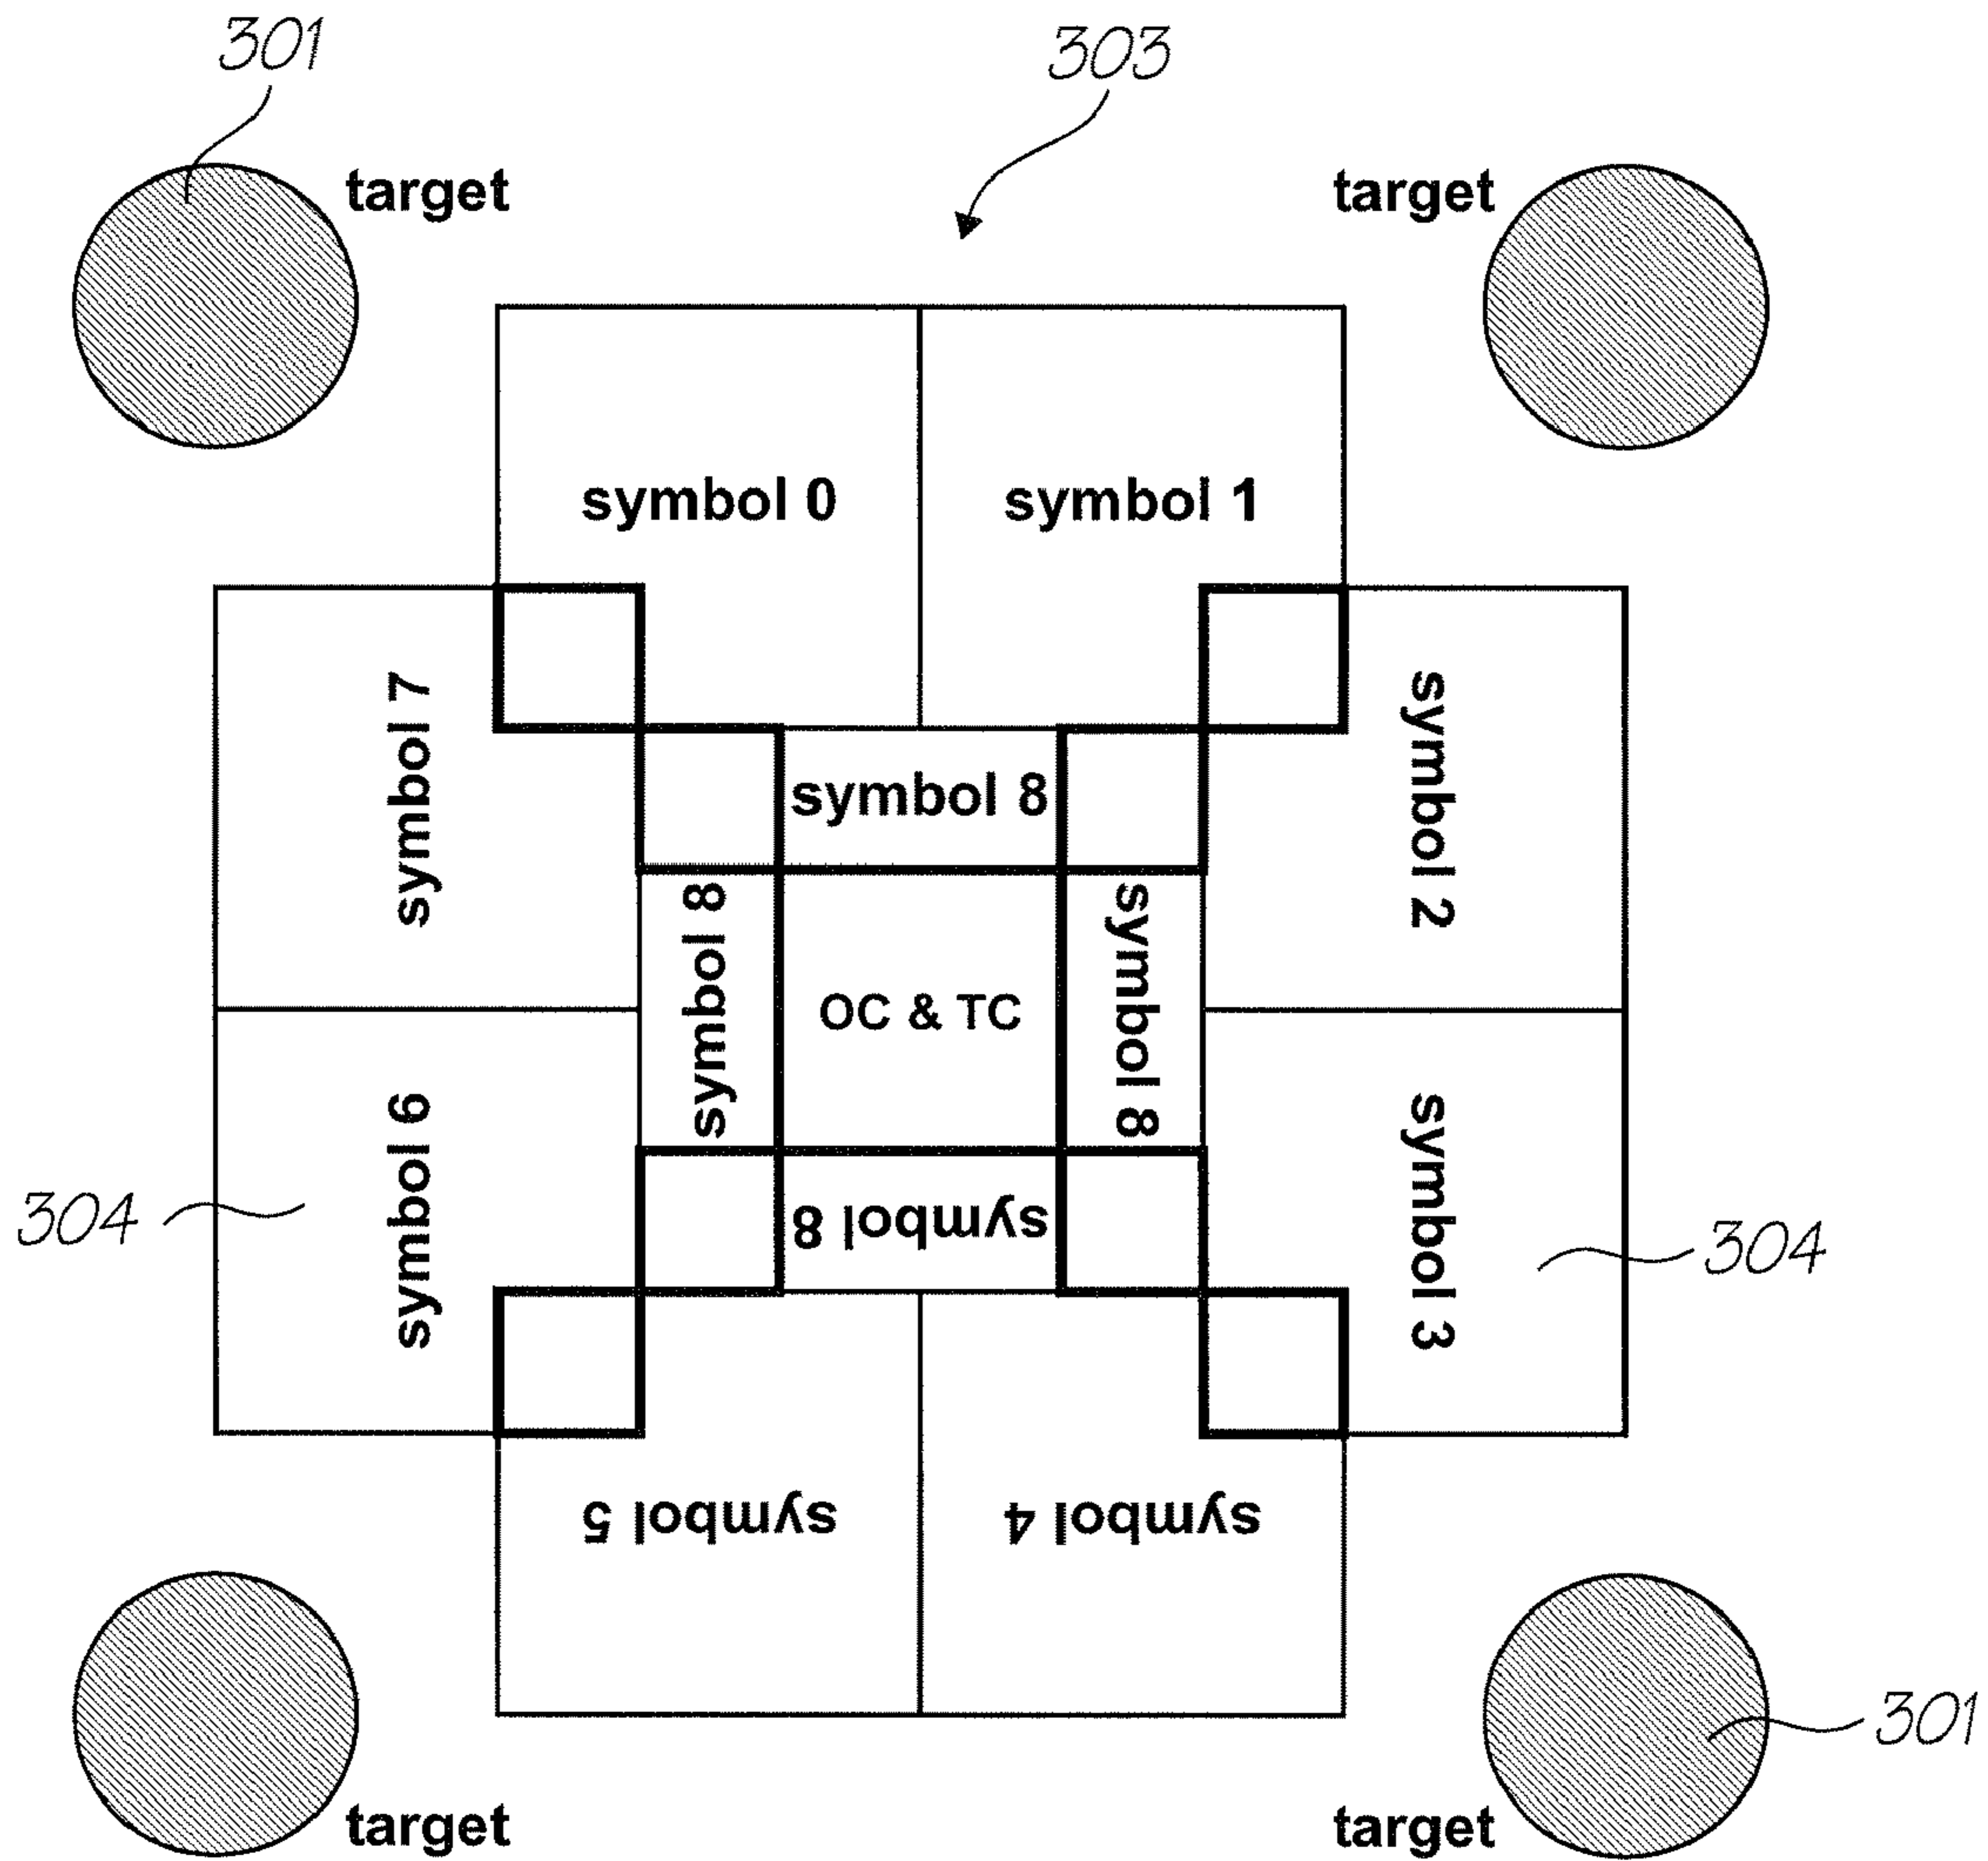 301
303
target
target
symbol 0
symbol 1
symbol 7
symbol 2
symbol 8
symbol 8
symbol 8
OC & TC
symbol 6
symbol 3
304
304
symbol 8
symbol 5
symbol 4
301
target
target